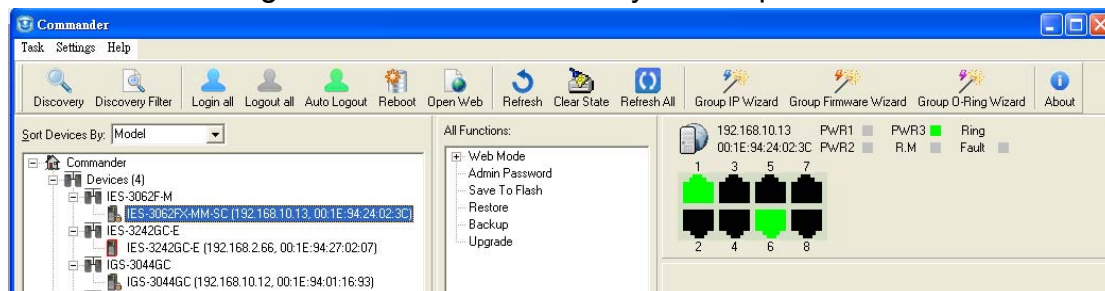 Commander
Task Settings Help
Discovery Discovery Filter Login all Logout all Auto Logout Reboot Open Web Refresh Clear State Refresh All Group IP Wizard Group Firmware Wizard Group O-Ring Wizard About
Sort Devices By: Model
Commander
Devices (4)
IES-3062F-M
IES-3062FX-MM-SC (192.168.10.13, 00:1E:94:24:02:3C)
IES-3242GC-E
IES-3242GC-E (192.168.2.66, 00:1E:94:27:02:07)
IGS-3044GC
IGS-3044GC (192.168.10.12, 00:1E:94:01:16:93)
All Functions:
Web Mode
Admin Password
Save To Flash
Restore
Backup
Upgrade
192.168.10.13 PWR1 PWR3 Ring
00:1E:94:24:02:3C PWR2 R.M Fault
1 3 5 7
2 4 6 8